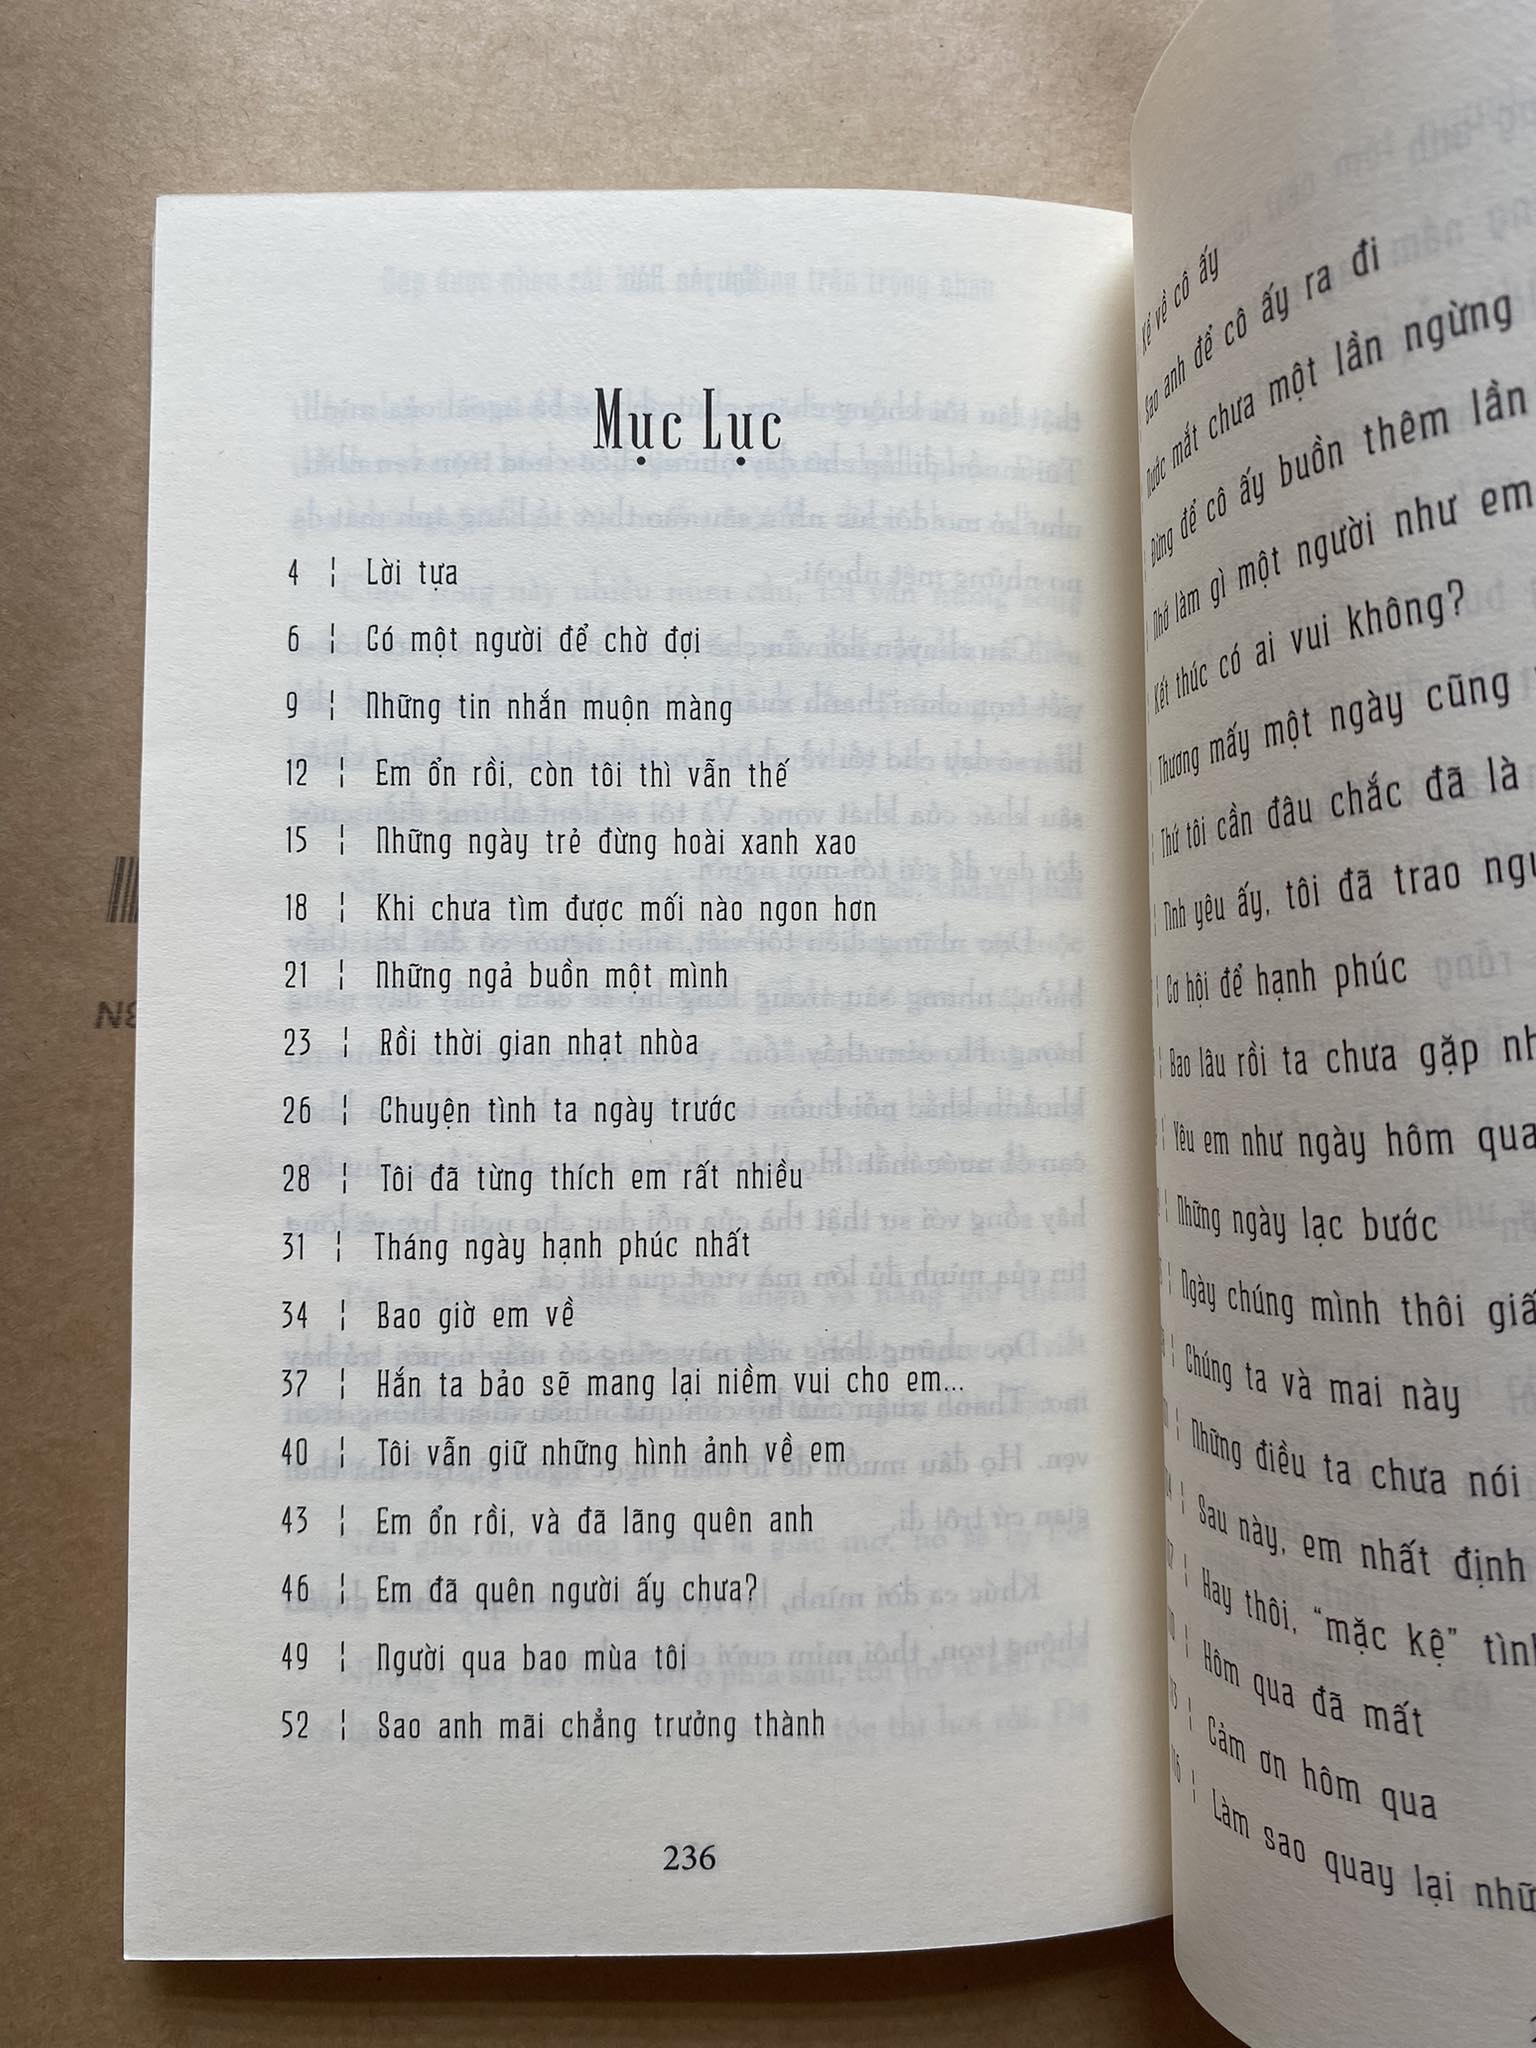 Mục Lục
4 ¦ Lời tựa
6 ¦ Có một người để chờ đợi
9 ¦ Những tin nhắn muộn màng
12 ¦ Em ổn rồi, còn tôi thì vẫn thế
15 ¦ Những ngày trẻ đừng hoài xanh xao
18 ¦ Khi chưa tìm được mối nào ngon hơn
21 ¦ Những ngả buồn một mình
23 ¦ Rồi thời gian nhạt nhòa
26 ¦ Chuyện tình ta ngày trước
28 ¦ Tôi đã từng thích em rất nhiều
31 ¦ Tháng ngày hạnh phúc nhất
34 ¦ Bao giờ em về
37 ¦ Hắn ta bảo sẽ mang lại niềm vui cho em...
40 ¦ Tôi vẫn giữ những hình ảnh về em
43 ¦ Em ổn rồi, và đã lãng quên anh
46 ¦ Em đã quên người ấy chưa?
49 ¦ Người qua bao mùa tôi
52 ¦ Sao anh mãi chẳng trưởng thành
236
Kể về cô ấy
Sao anh để cô ấy ra đi
Nước mắt chưa một lần ngừng
Đừng để cô ấy buồn thêm lần
Nhớ làm gì một người như em
Kết thúc có ai vui không?
Thương mấy một ngày cũng
Thứ tôi cần đâu chắc đã là
Tình yêu ấy, tôi đã trao
Cơ hội để hạnh phúc
Bao lâu rồi ta chưa gặp
Yêu em như ngày hôm qua
Những ngày lạc bước
Ngày chúng mình thôi
Chúng ta và mai này
Những điều ta chưa nói
Sau này, em nhất định
Hay thôi, “mặc kệ”
Hôm qua đã mất
Cảm ơn hôm qua
Làm sao quay lại